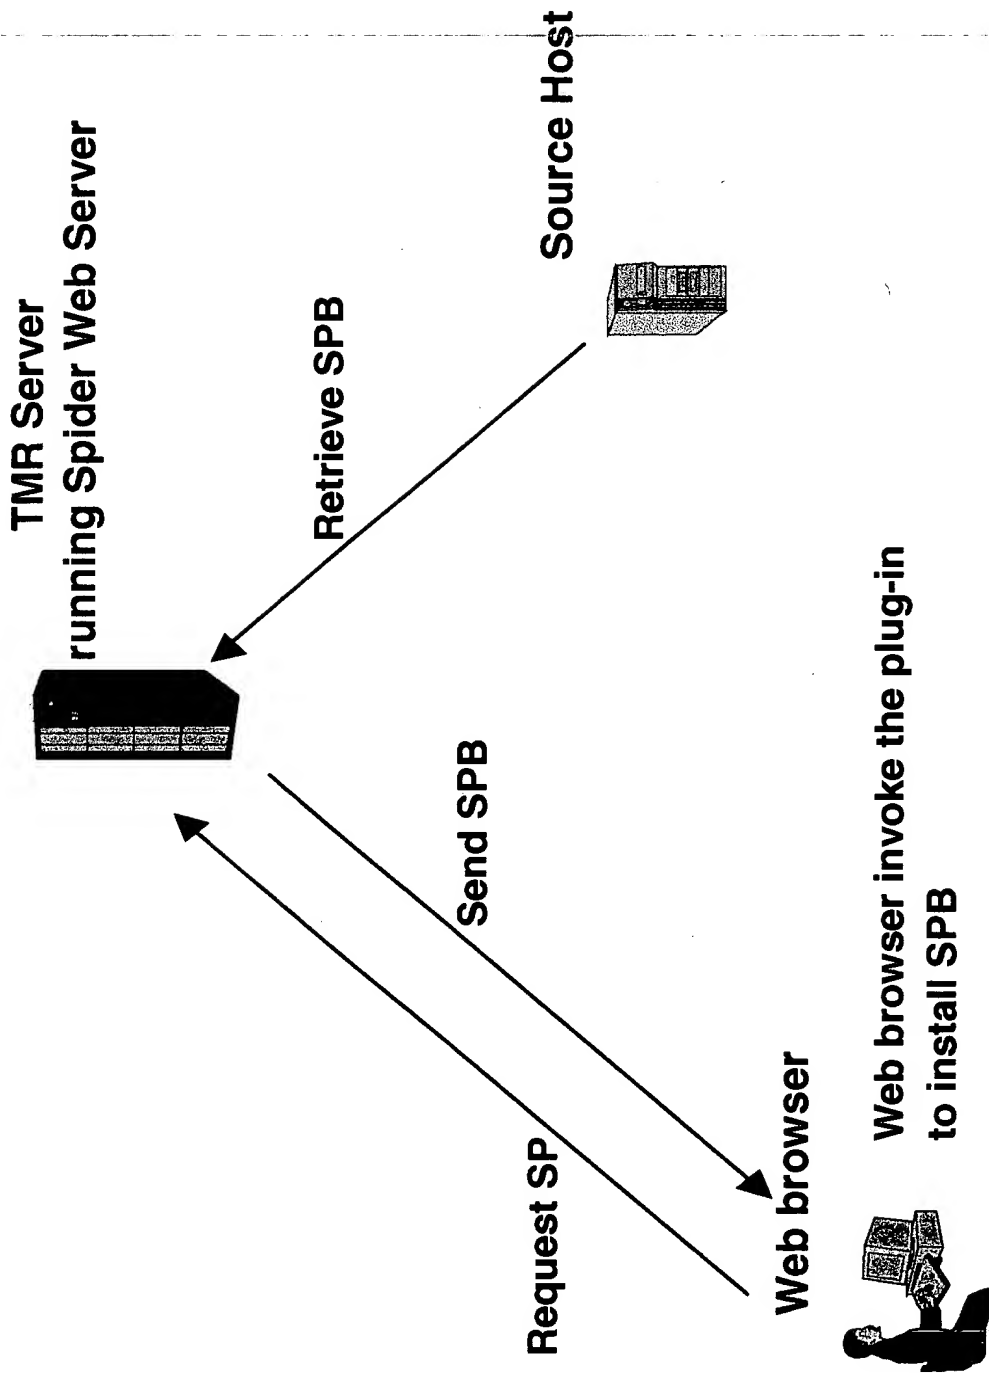 TMR Server
running Spider Web Server
Retrieve SPB
Source Host
Send SPB
Request SP
Web browser
Web browser invoke the plug-in
to install SPB